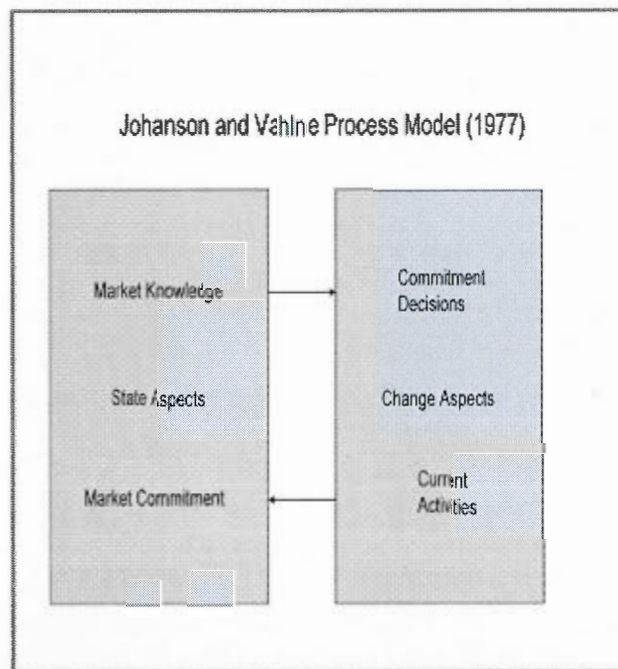 Johanson and Vahlne Process Model (1977)
Market Knowledge
State Aspects
Market Commitment
Commitment
Decisions
Change Aspects
Current
Activities